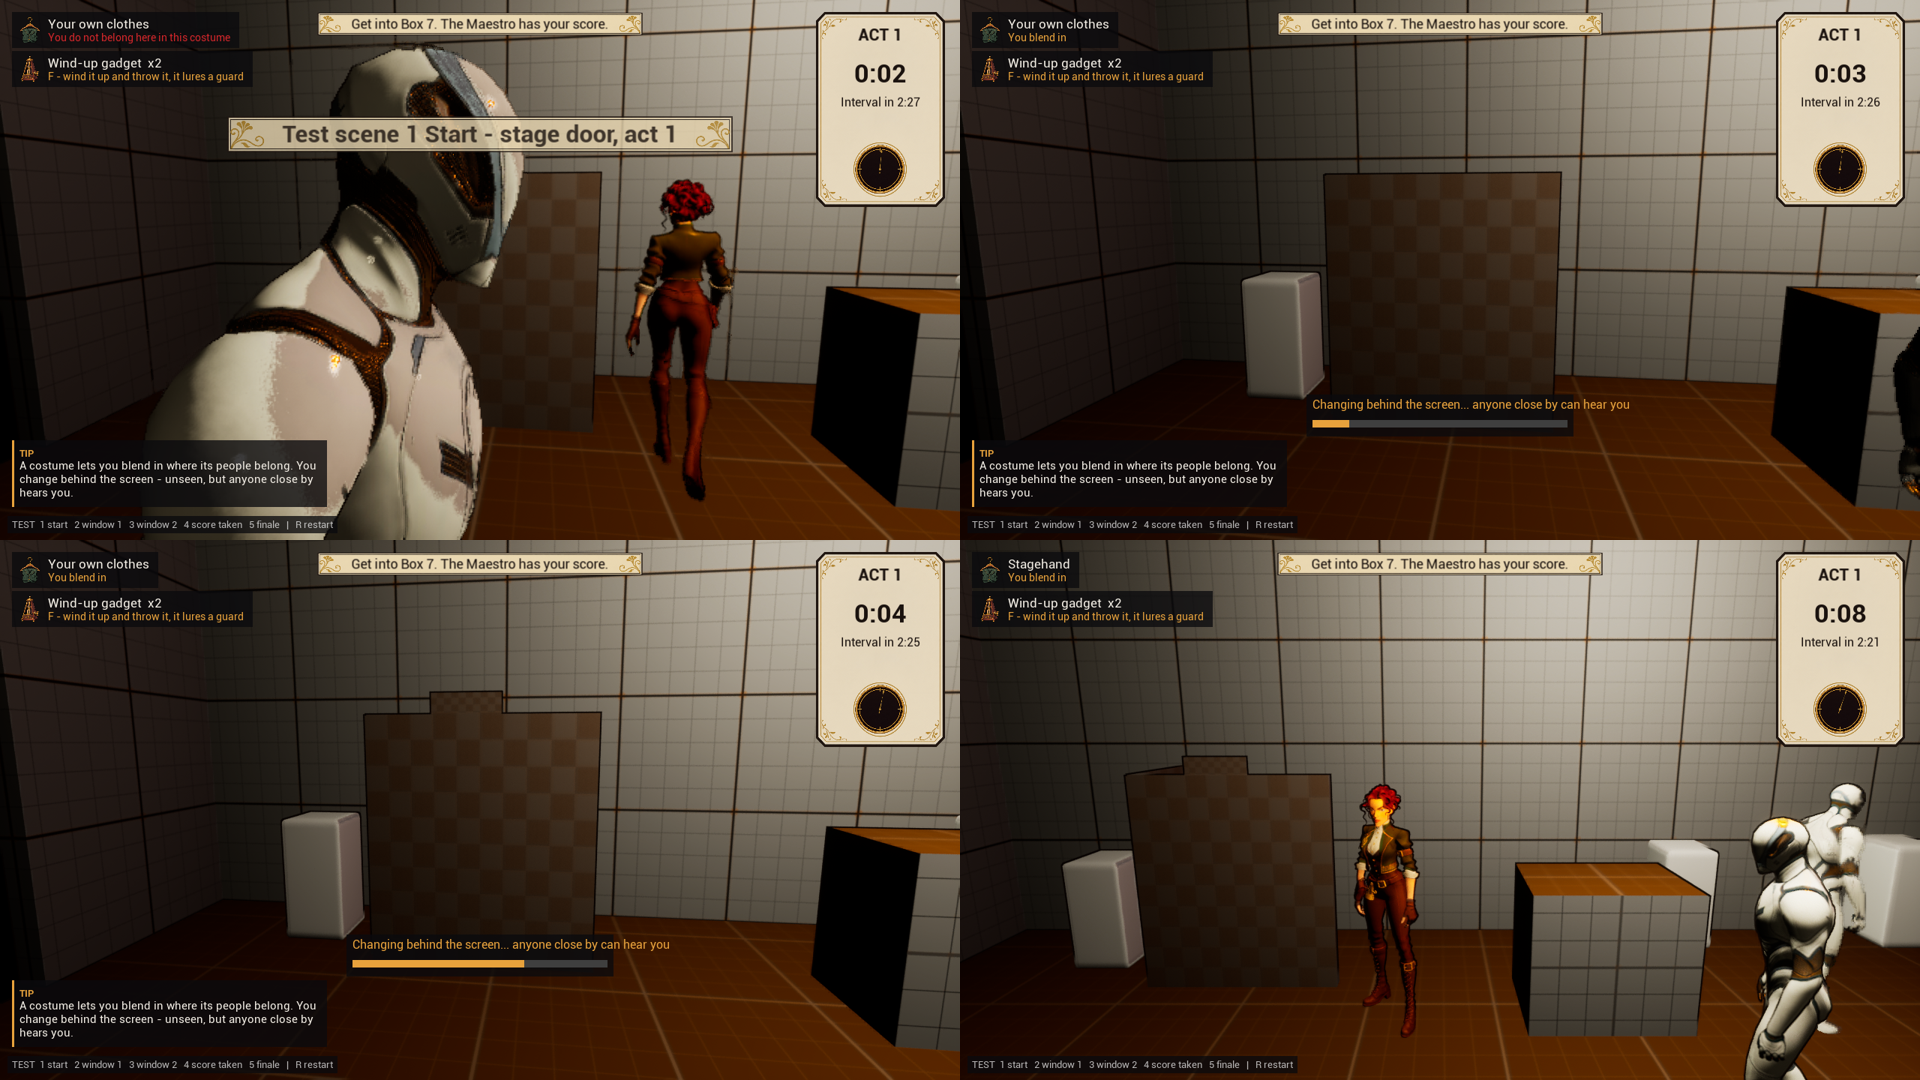 Your own clothes
You do not belong here in this costume
Wind-up gadget x2
F - wind it up and throw it, it lures a guard
Get into Box 7. The Maestro has your score.
ACT 1
0:02
Interval in 2:27
Test scene 1 Start - stage door, act 1
TIP
A costume lets you blend in where its people belong. You
change behind the screen - unseen, but anyone close by
hears you.
TEST 1 start 2 window 1 3 window 2 4 score taken 5 finale | R restart
Your own clothes
You blend in
Wind-up gadget x2
F - wind it up and throw it, it lures a guard
Get into Box 7. The Maestro has your score.
ACT 1
0:03
Interval in 2:26
Changing behind the screen... anyone close by can hear you
TIP
A costume lets you blend in where its people belong. You
change behind the screen - unseen, but anyone close by
hears you.
TEST 1 start 2 window 1 3 window 2 4 score taken 5 finale | R restart
Your own clothes
You blend in
Wind-up gadget x2
F - wind it up and throw it, it lures a guard
Get into Box 7. The Maestro has your score.
ACT 1
0:04
Interval in 2:25
Changing behind the screen... anyone close by can hear you
TIP
A costume lets you blend in where its people belong. You
change behind the screen - unseen, but anyone close by
hears you.
TEST 1 start 2 window 1 3 window 2 4 score taken 5 finale | R restart
Stagehand
You blend in
Wind-up gadget x2
F - wind it up and throw it, it lures a guard
Get into Box 7. The Maestro has your score.
ACT 1
0:08
Interval in 2:21
TEST 1 start 2 window 1 3 window 2 4 score taken 5 finale | R restart